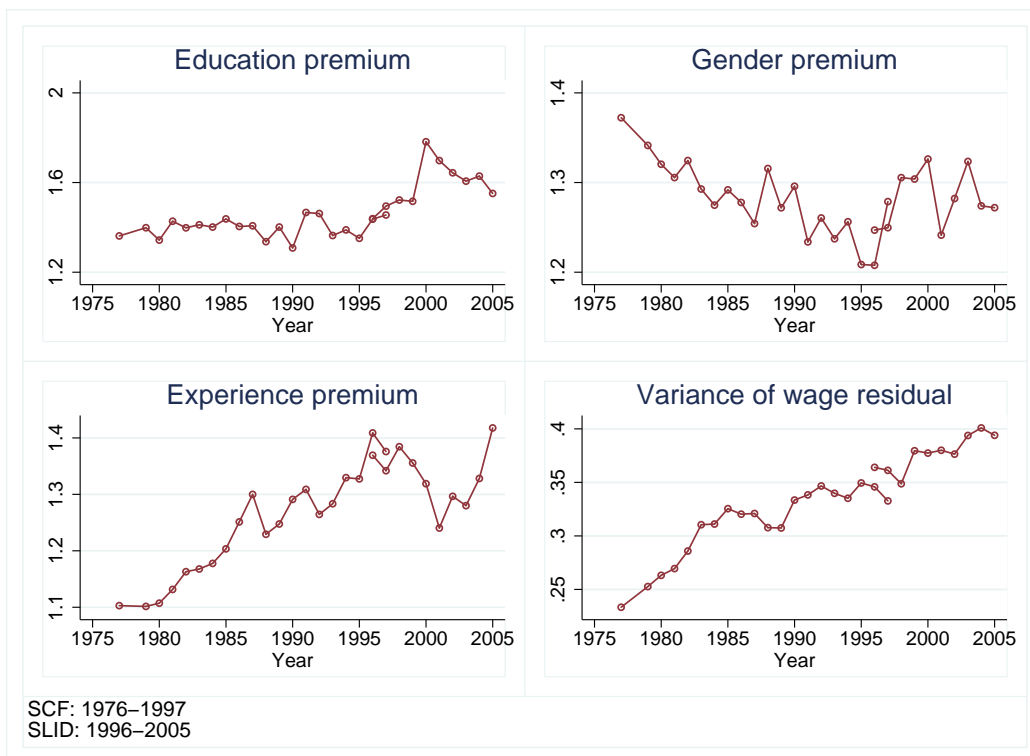 Education premium
2
1.6
1.2
1975 1980 1985 1990 1995 2000 2005
Year
Gender premium
1.4
1.3
1.2
1975 1980 1985 1990 1995 2000 2005
Year
Experience premium
1.4
1.3
1.2
1.1
1975 1980 1985 1990 1995 2000 2005
Year
Variance of wage residual
.4
.35
.3
.25
1975 1980 1985 1990 1995 2000 2005
Year
SCF: 1976−1997
SLID: 1996−2005